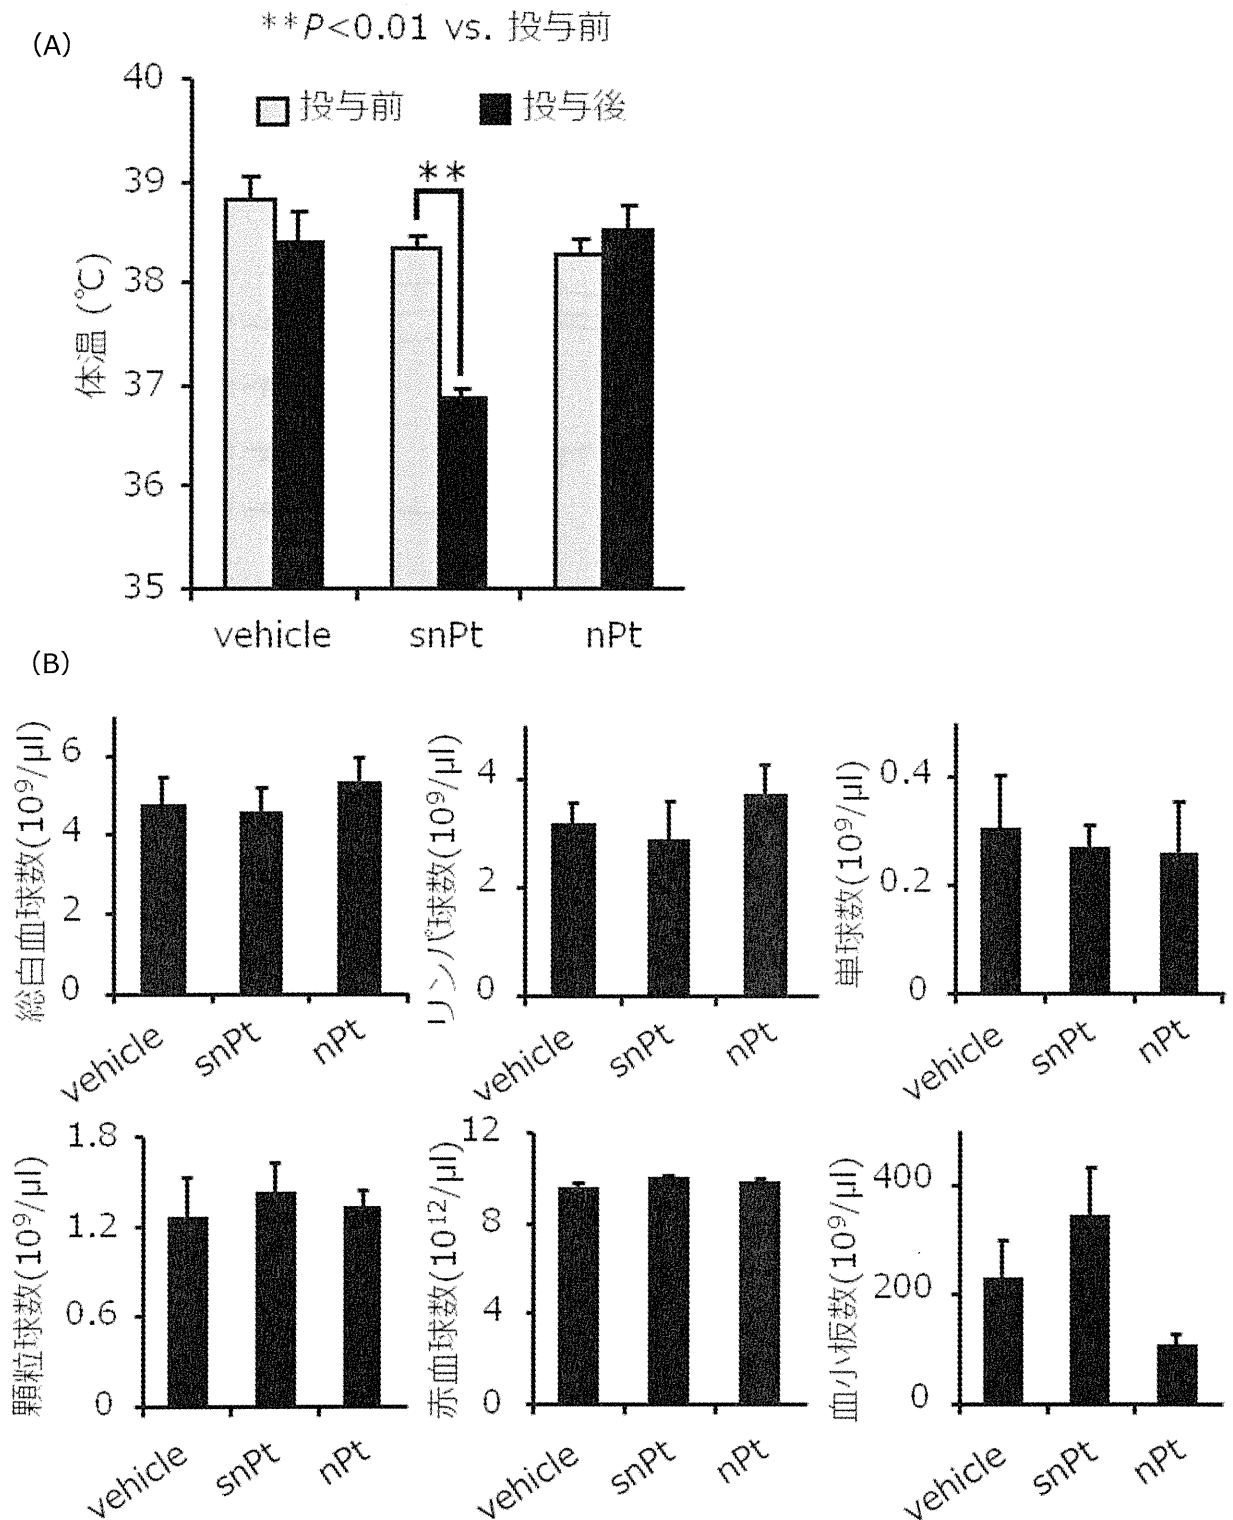 (A)
**P<0.01 vs. 投与前
投与前 投与後
**
体温 (℃)
40
39
38
37
36
35
vehicle snPt nPt
(B)
総白血球数(10⁹/μl)
6
4
2
0
vehicle snPt nPt
リンパ球数(10⁹/μl)
4
2
0
vehicle snPt nPt
単球数(10⁹/μl)
0.4
0.2
0
vehicle snPt nPt
顆粒球数(10⁹/μl)
1.8
1.2
0.6
0
vehicle snPt nPt
赤血球数(10¹²/μl)
12
8
4
0
vehicle snPt nPt
血小板数(10⁹/μl)
400
200
0
vehicle snPt nPt